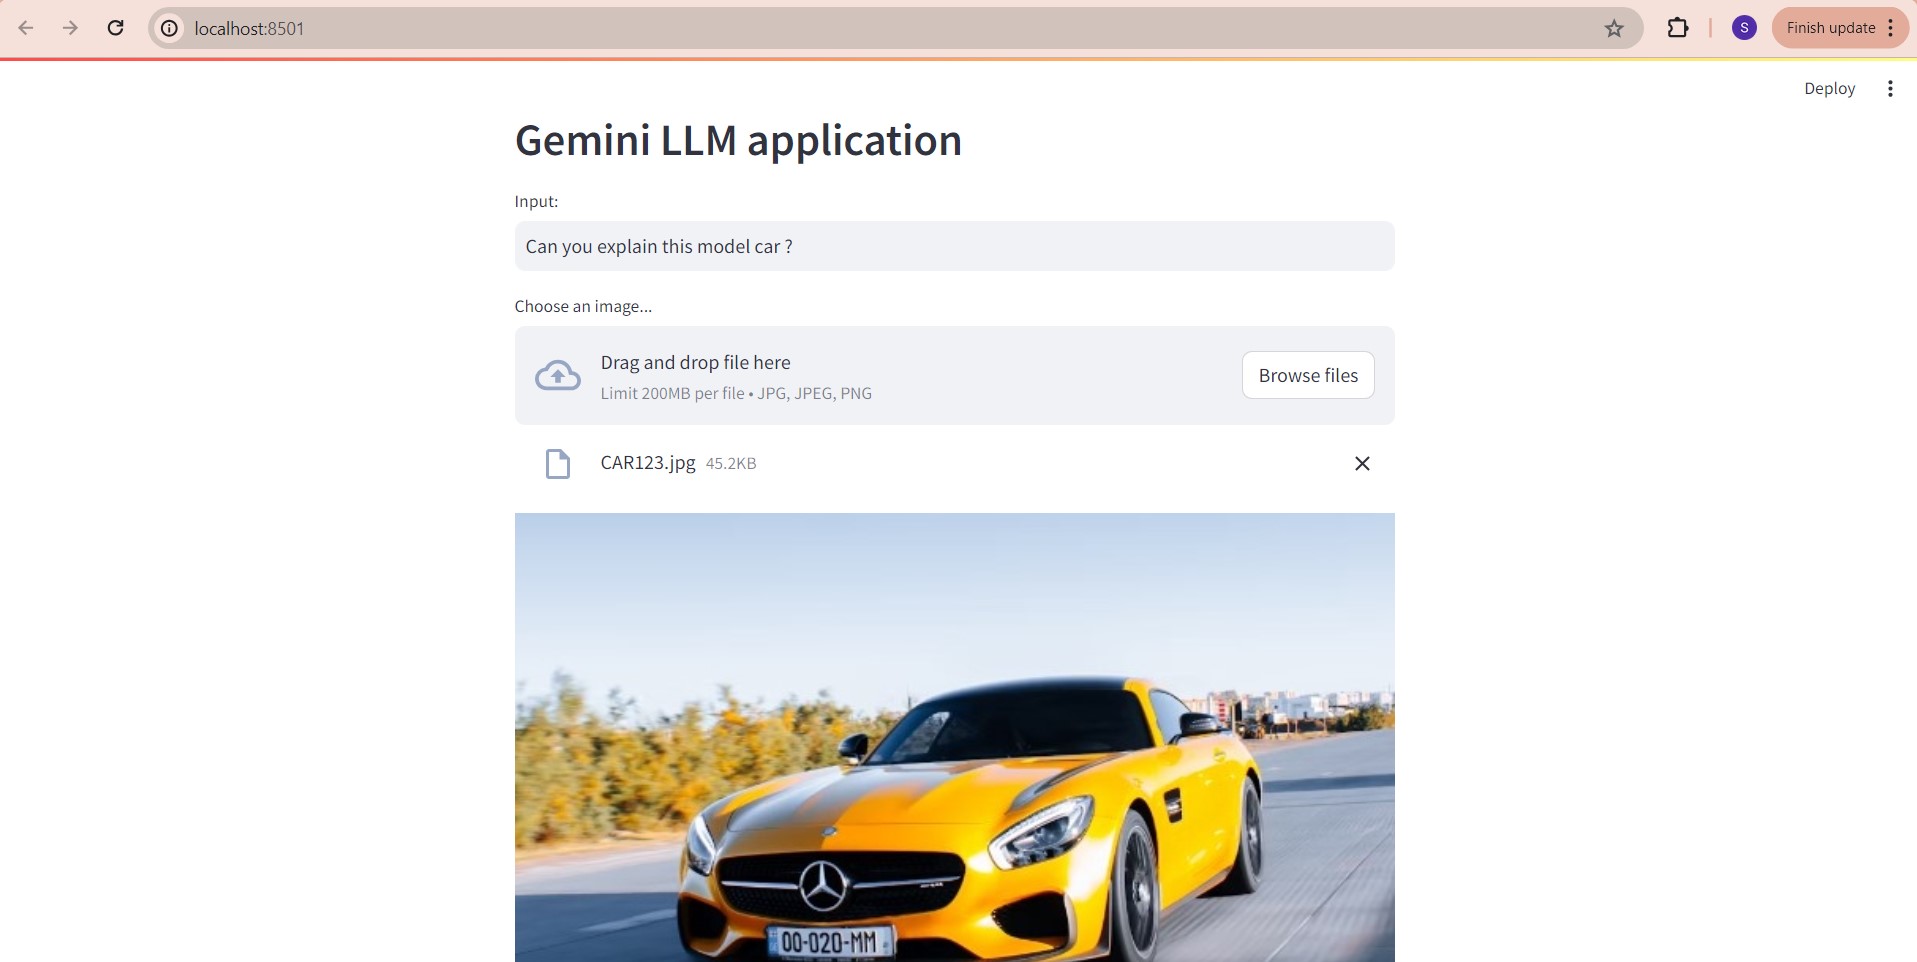 localhost:8501
S
Finish update
Deploy
Gemini LLM application
Input:
Can you explain this model car ?
Choose an image...
Drag and drop file here
Limit 200MB per file • JPG, JPEG, PNG
Browse files
CAR123.jpg 45.2KB
AMG
00-020-MM